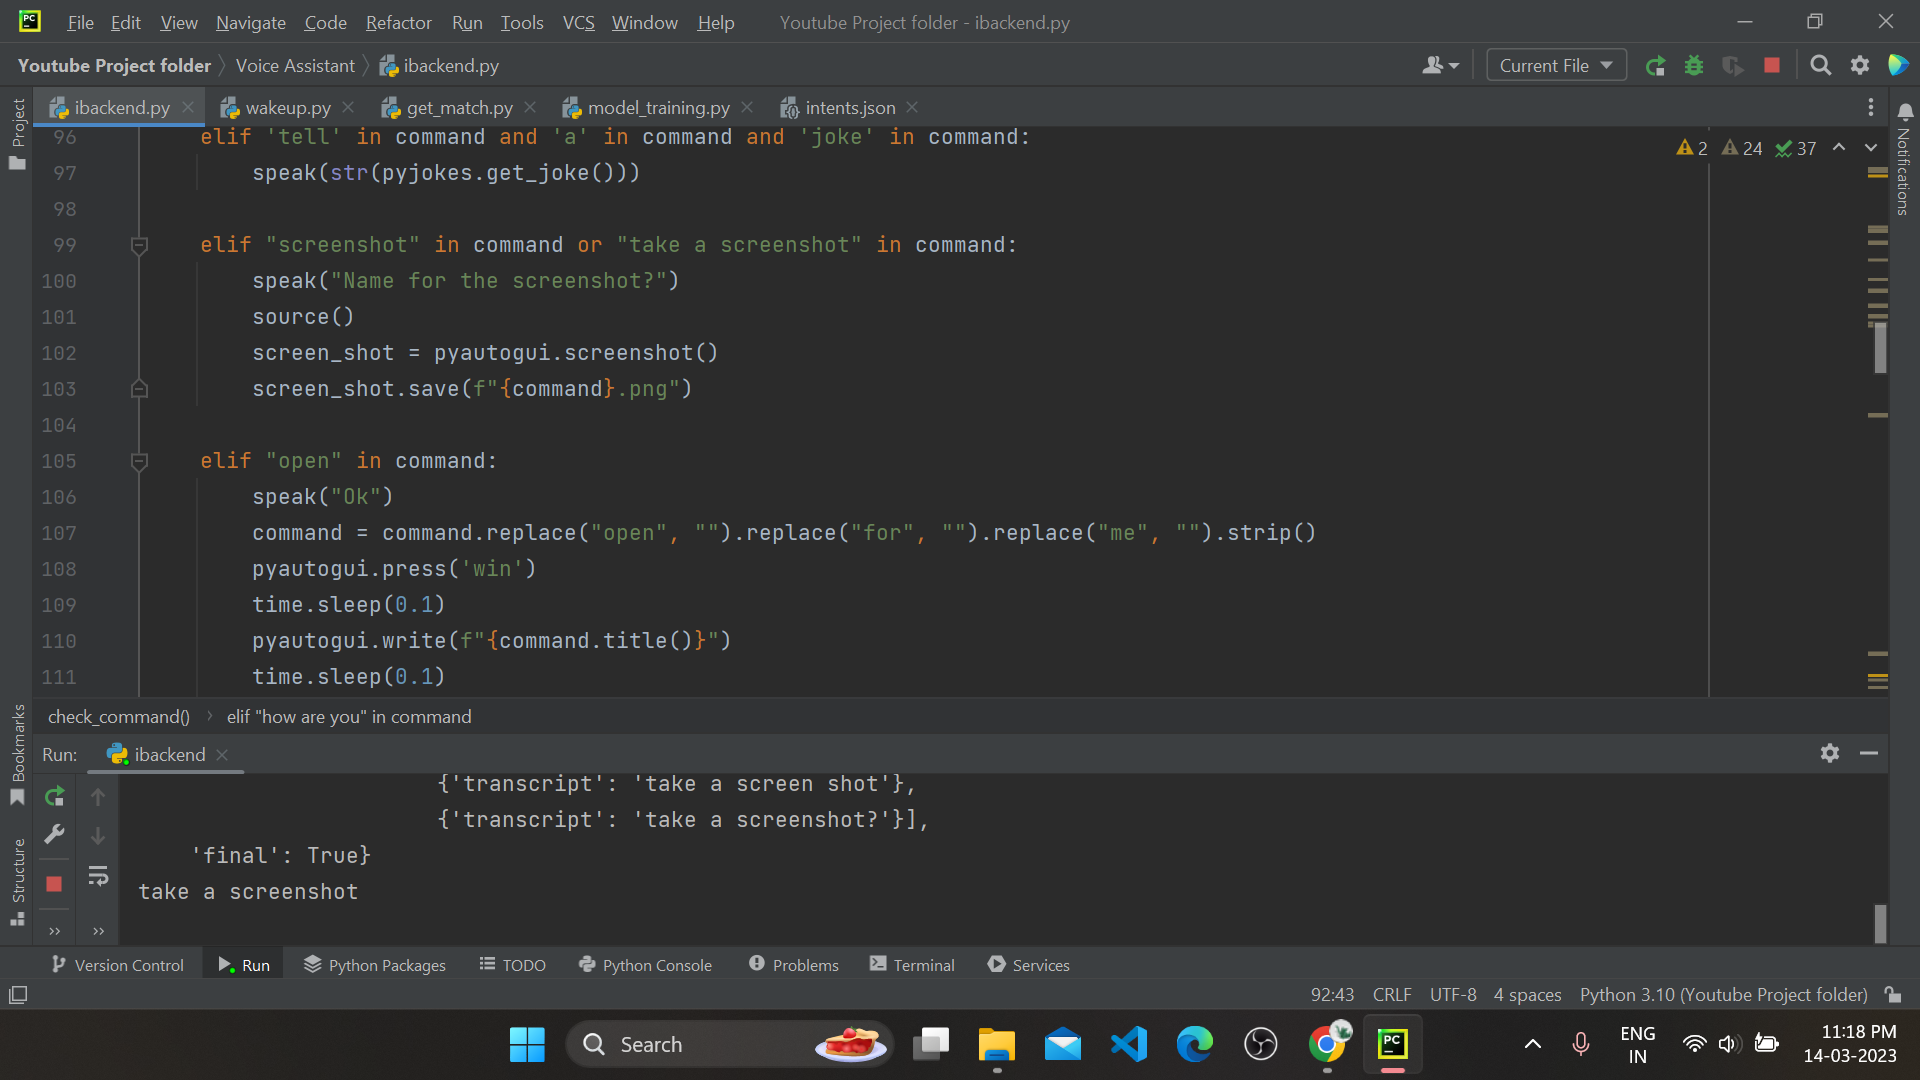 PC File Edit View Navigate Code Refactor Run Tools VCS Window Help Youtube Project folder - ibackend.py
Youtube Project folder Voice Assistant ibackend.py Current File
ibackend.py wakeup.py get_match.py model_training.py intents.json
Project
Notifications
2 24 37
96 elif 'tell' in command and 'a' in command and 'joke' in command:
97 speak(str(pyjokes.get_joke()))
98
99 elif "screenshot" in command or "take a screenshot" in command:
100 speak("Name for the screenshot?")
101 source()
102 screen_shot = pyautogui.screenshot()
103 screen_shot.save(f"{command}.png")
104
105 elif "open" in command:
106 speak("Ok")
107 command = command.replace("open", "").replace("for", "").replace("me", "").strip()
108 pyautogui.press('win')
109 time.sleep(0.1)
110 pyautogui.write(f"{command.title()}")
111 time.sleep(0.1)
check_command() elif "how are you" in command
Bookmarks
Structure
Run: ibackend
{'transcript': 'take a screen shot'},
{'transcript': 'take a screenshot?'}],
'final': True}
take a screenshot
Version Control Run Python Packages TODO Python Console Problems Terminal Services
92:43 CRLF UTF-8 4 spaces Python 3.10 (Youtube Project folder)
Search PC ENG 11:18 PM
IN 14-03-2023